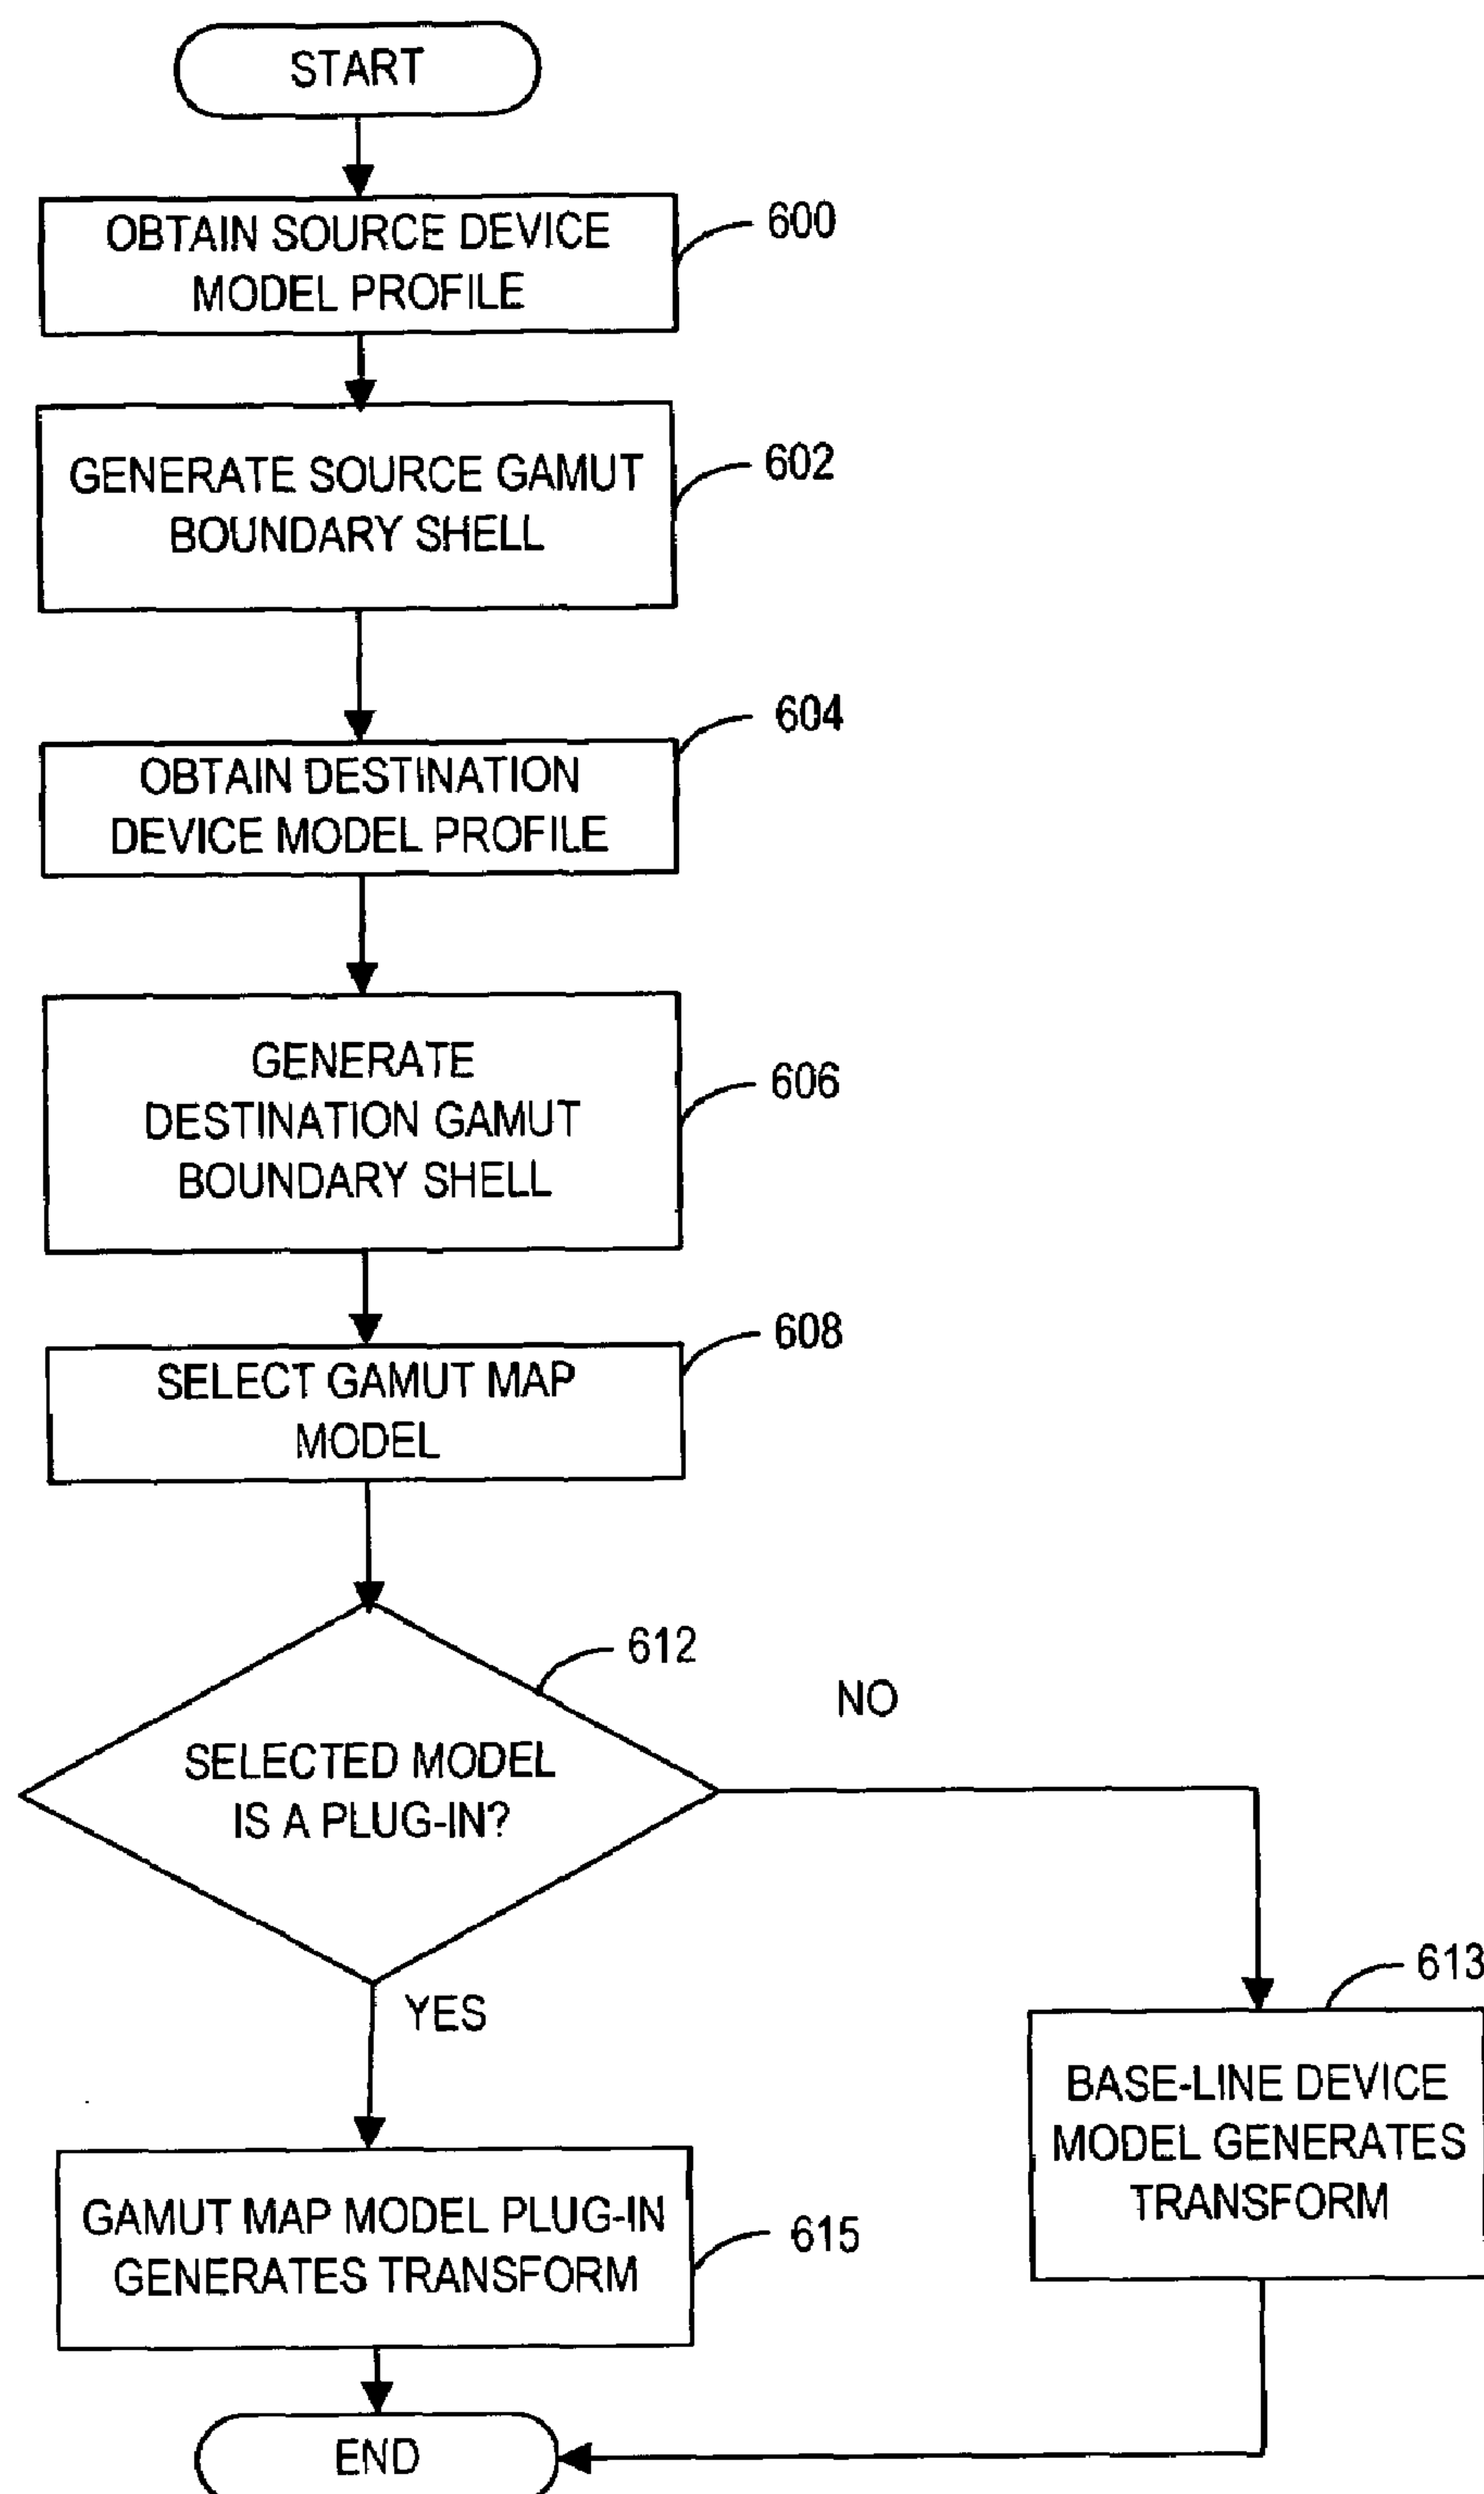 START
OBTAIN SOURCE DEVICE
MODEL PROFILE
600
GENERATE SOURCE GAMUT
BOUNDARY SHELL
602
604
OBTAIN DESTINATION
DEVICE MODEL PROFILE
GENERATE
DESTINATION GAMUT
BOUNDARY SHELL
606
608
SELECT GAMUT MAP
MODEL
612
NO
SELECTED MODEL
IS A PLUG-IN?
YES
613
BASE-LINE DEVICE
MODEL GENERATES
TRANSFORM
GAMUT MAP MODEL PLUG-IN
GENERATES TRANSFORM
615
END